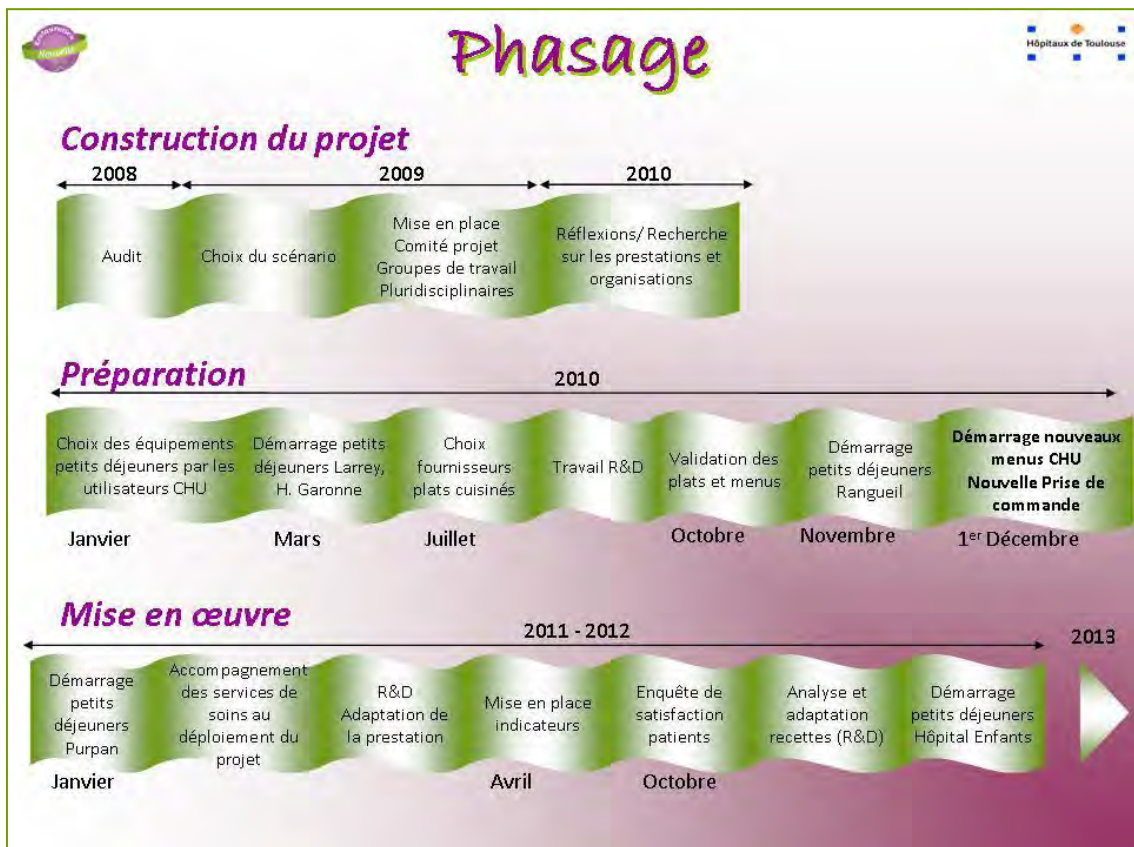 Phasage
Nouvelle
Hôpitaux de Toulouse
Construction du projet
2008
2009
2010
Audit
Choix du scénario
Mise en place
Comité projet
Groupes de travail
Pluridisciplinaires
Réflexions/ Recherche
sur les prestations et
organisations
Préparation
2010
Choix des équipements
petits déjeuners par les
utilisateurs CHU
Démarrage petits
déjeuners Larrey,
H. Garonne
Choix
fournisseurs
plats cuisinés
Travail R&D
Validation des
plats et menus
Démarrage
petits déjeuners
Rangueil
Démarrage nouveaux
menus CHU
Nouvelle Prise de
commande
Janvier
Mars
Juillet
Octobre
Novembre
1er Décembre
Mise en œuvre
2011 - 2012
2013
Démarrage
petits
déjeuners
Purpan
Accompagnement
des services de
soins au
déploiement du
projet
R&D
Adaptation de
la prestation
Mise en place
indicateurs
Enquête de
satisfaction
patients
Analyse et
adaptation
recettes (R&D)
Démarrage
petits déjeuners
Hôpital Enfants
Janvier
Avril
Octobre